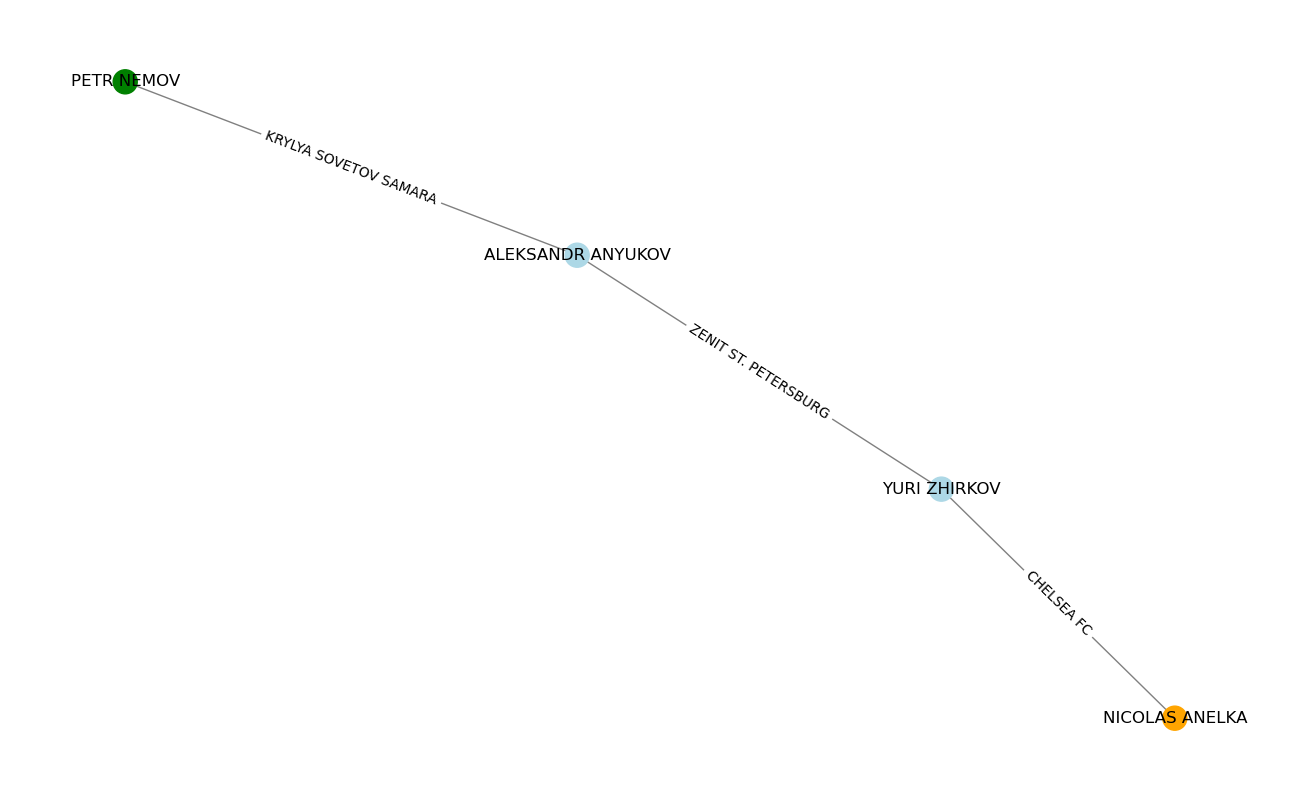 PETR NEMOV
KRYLYA SOVETOV SAMARA
ALEKSANDR ANYUKOV
ZENIT ST. PETERSBURG
YURI ZHIRKOV
CHELSEA FC
NICOLAS ANELKA